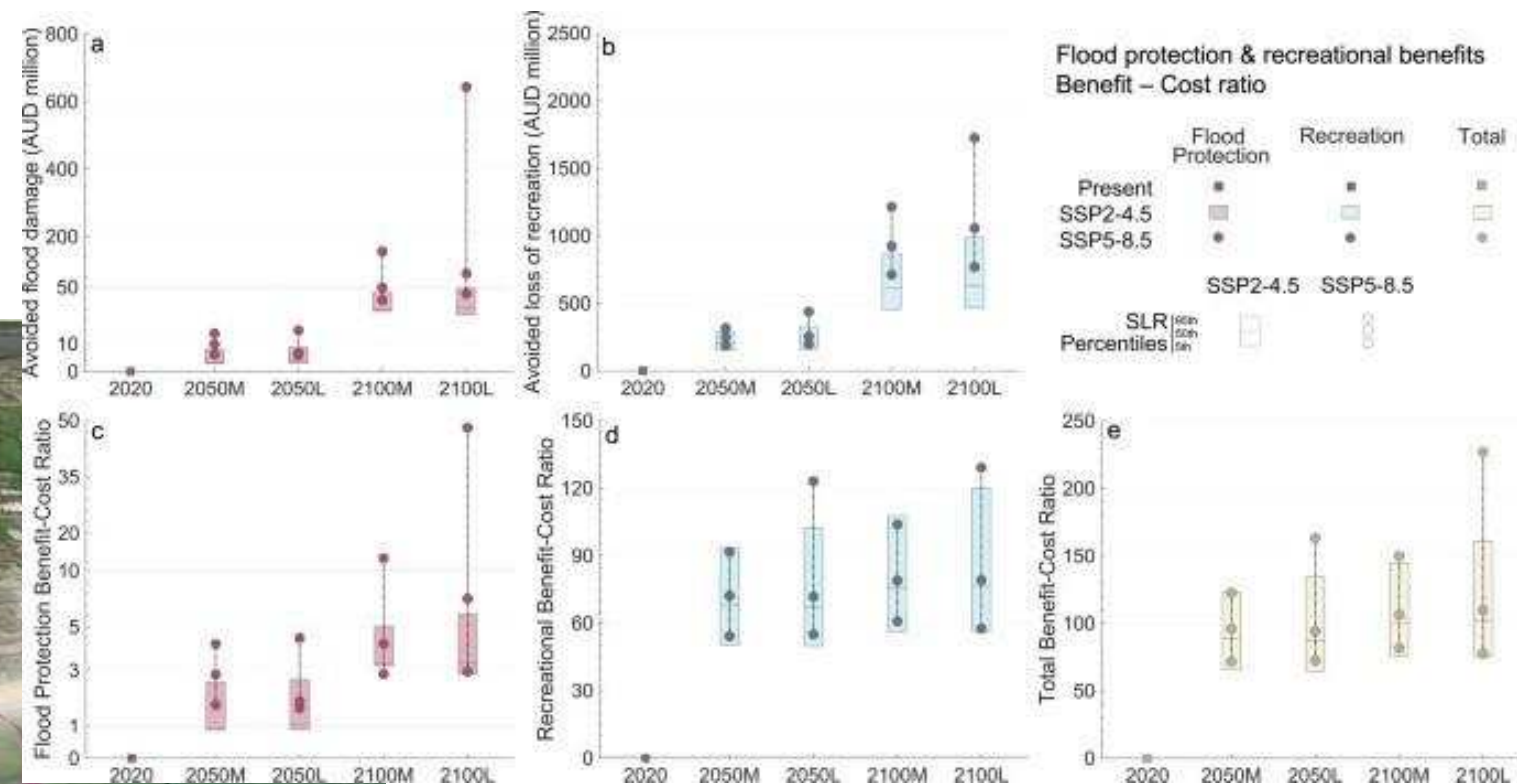 a
Avoided flood damage (AUD million)
800
600
400
200
50
10
0
2020 2050M 2050L 2100M 2100L
b
Avoided loss of recreation (AUD million)
2500
2000
1500
1000
500
0
2020 2050M 2050L 2100M 2100L
Flood protection & recreational benefits
Benefit – Cost ratio
Flood Protection
Recreation
Total
Present
SSP2-4.5
SSP5-8.5
SSP2-4.5 SSP5-8.5
SLR
Percentiles
95th
50th
5th
c
Flood Protection Benefit-Cost Ratio
50
35
20
10
5
3
1
0
2020 2050M 2050L 2100M 2100L
d
Recreational Benefit-Cost Ratio
150
120
90
60
30
0
2020 2050M 2050L 2100M 2100L
e
Total Benefit-Cost Ratio
250
200
150
100
50
0
2020 2050M 2050L 2100M 2100L